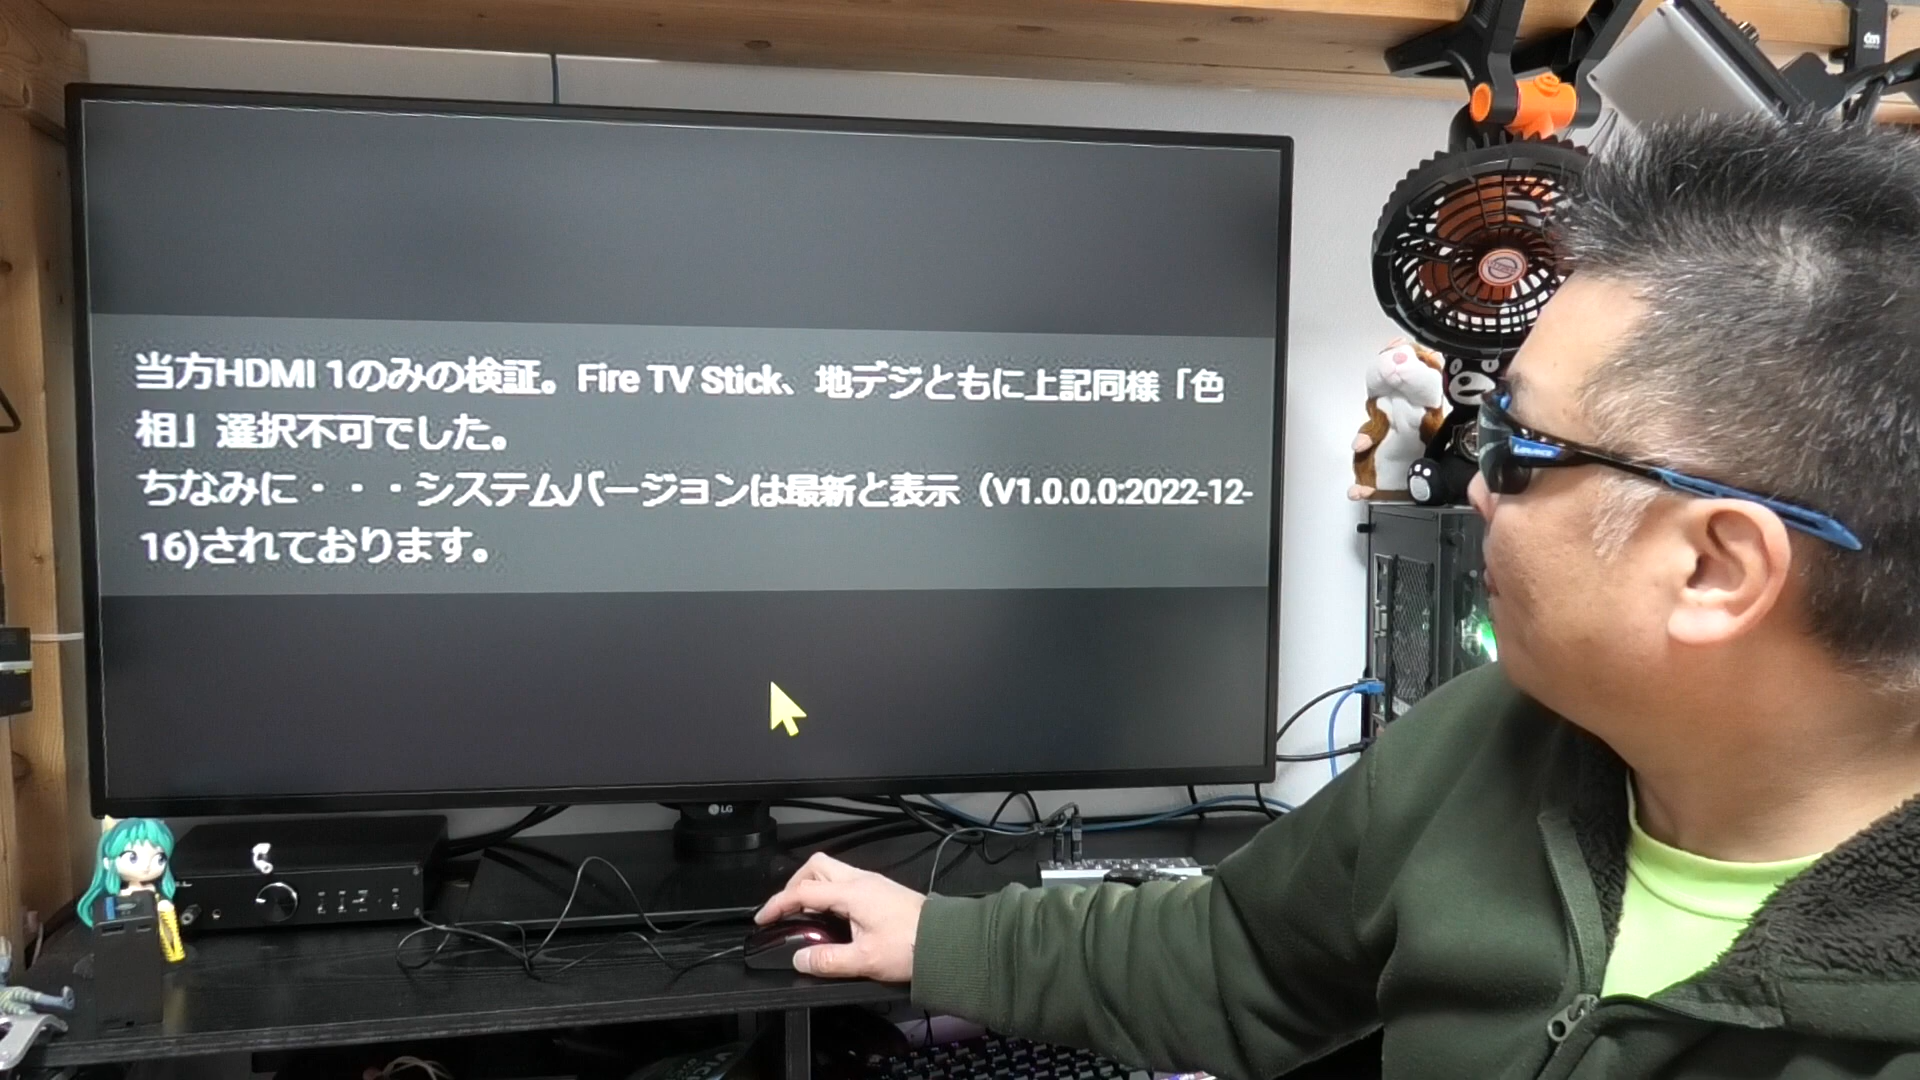 当方HDMI 1のみの検証。Fire TV Stick、地デジともに上記同様「色
相」選択不可でした。
ちなみに・・・システムバージョンは最新と表示（V1.0.0.0:2022-12-
16)されております。
LG